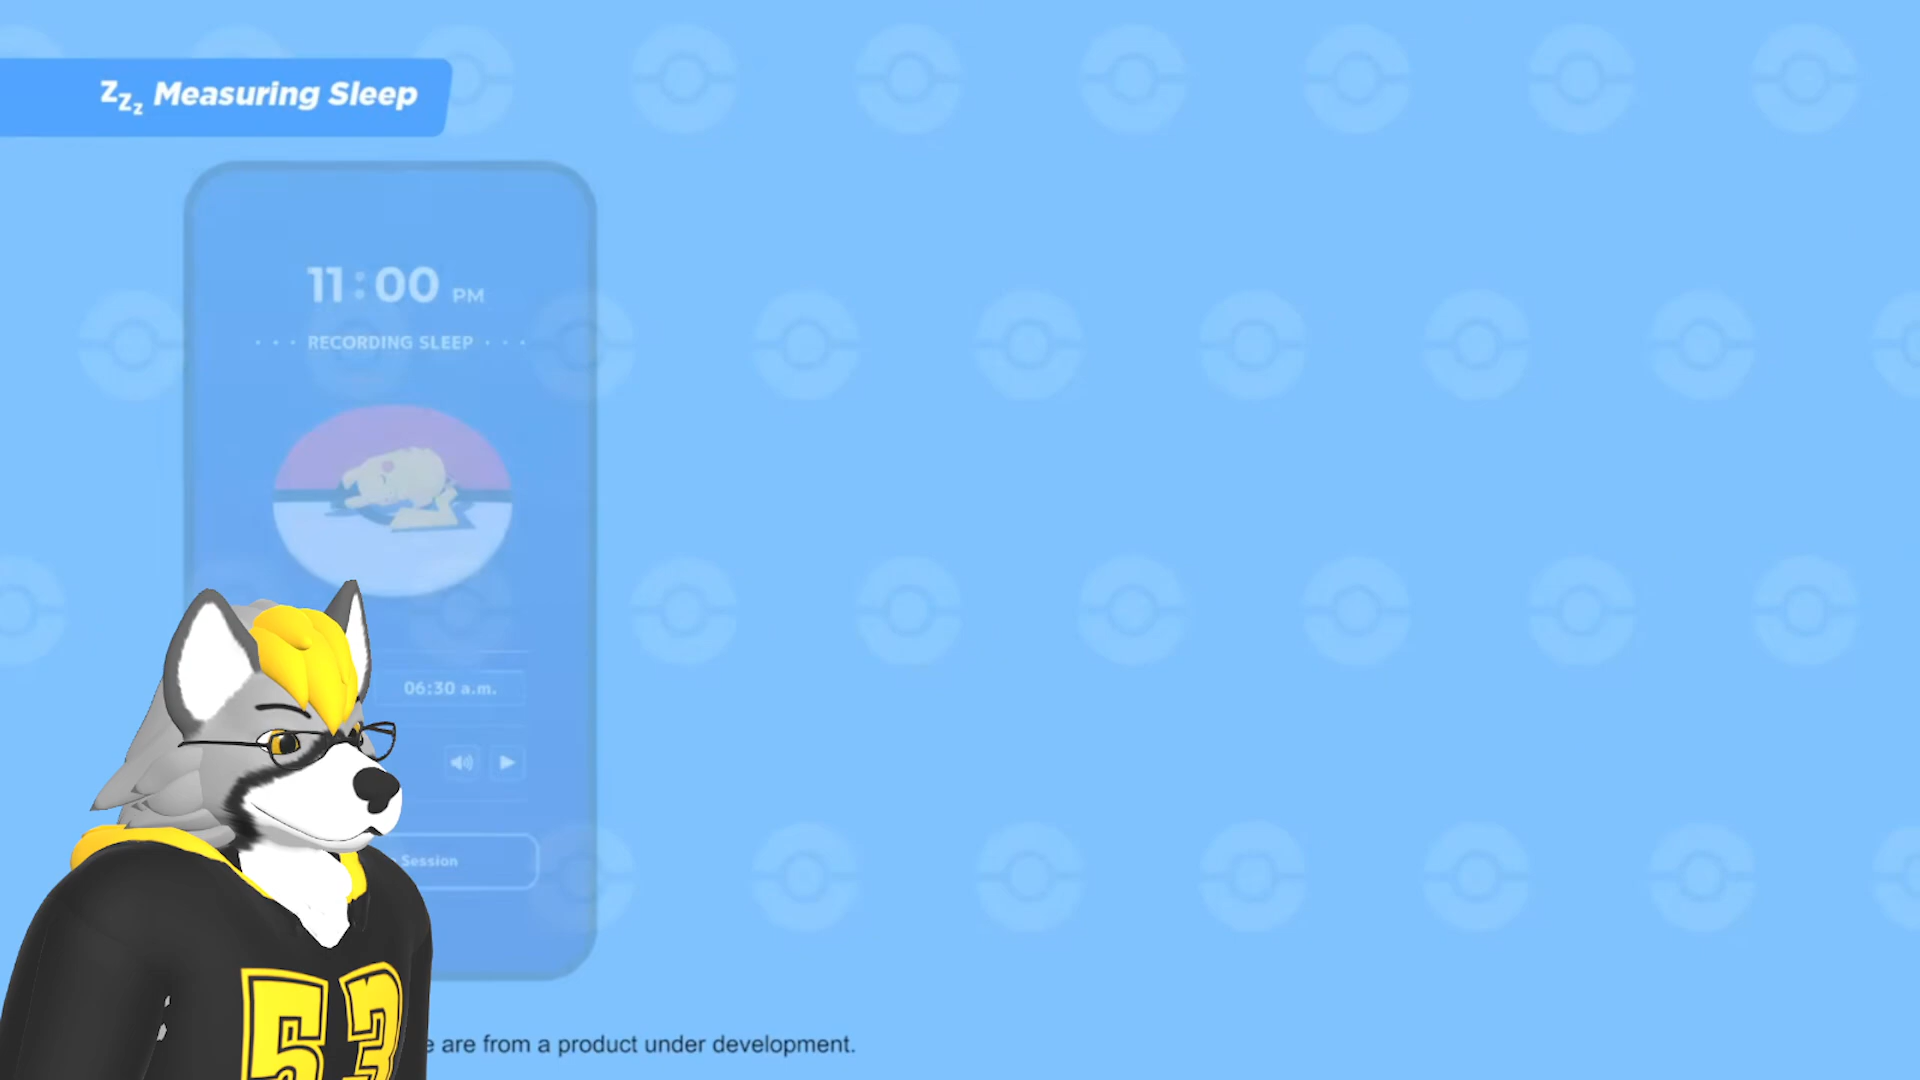 Zzz Measuring Sleep
11:00 PM
· · · RECORDING SLEEP · · ·
06:30 a.m.
Session
are from a product under development.
53